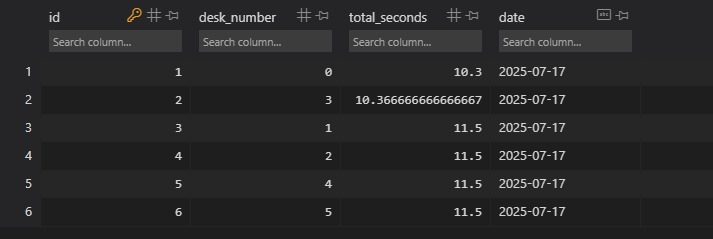 id desk_number total_seconds date
Search column... Search column... Search column... Search column...
1 1 0 10.3 2025-07-17
2 2 3 10.366666666666667 2025-07-17
3 3 1 11.5 2025-07-17
4 4 2 11.5 2025-07-17
5 5 4 11.5 2025-07-17
6 6 5 11.5 2025-07-17